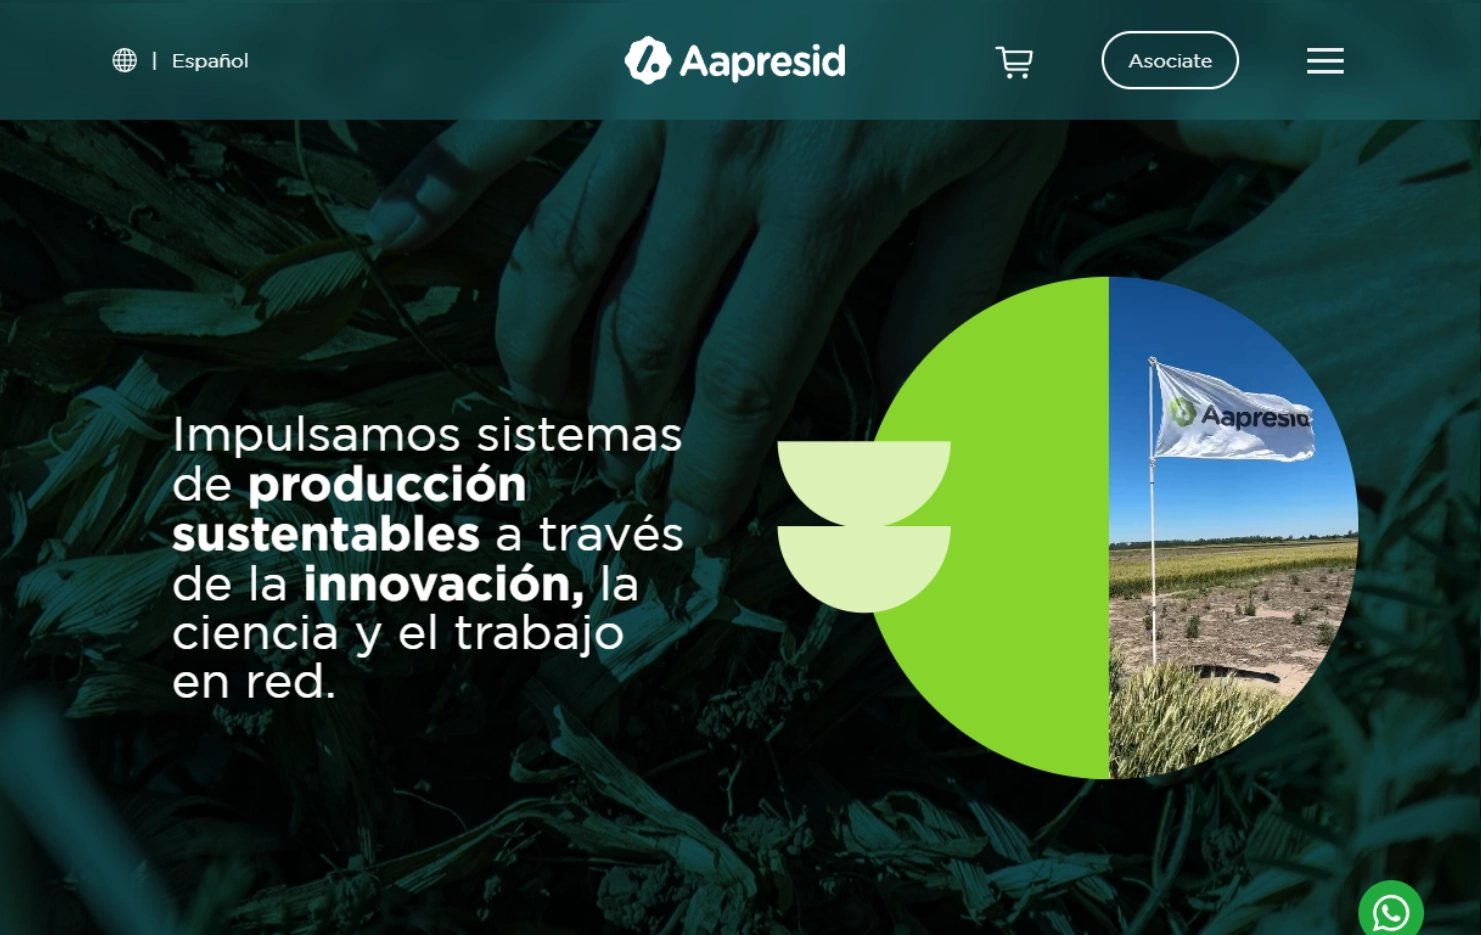 | Español
Aapresid
Asociate
Impulsamos sistemas
de producción
sustentables a través
de la innovación, la
ciencia y el trabajo
en red.
Aapresid